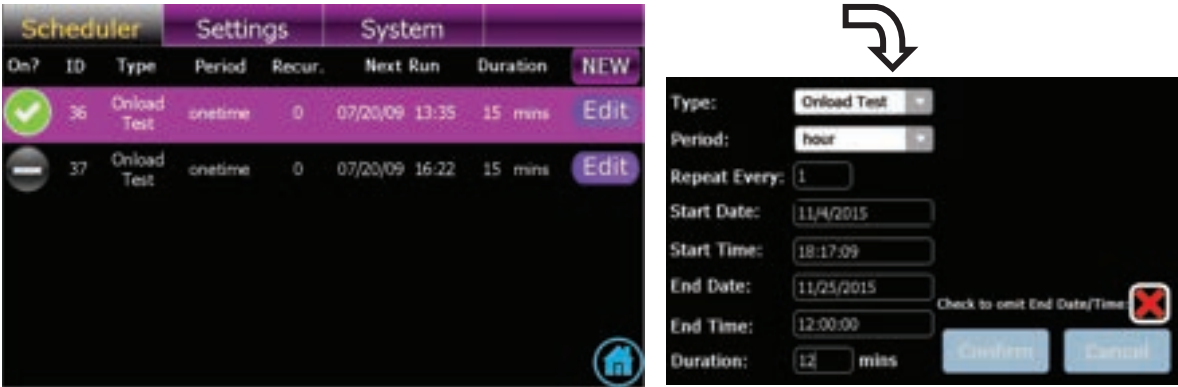 Scheduler Settings System
On? ID Type Period Recur. Next Run Duration NEW
36 Onload Test onetime 0 07/20/09 13:35 15 mins Edit
37 Onload Test onetime 0 07/20/09 16:22 15 mins Edit
Type: Onload Test
Period: hour
Repeat Every: 1
Start Date: 11/4/2015
Start Time: 18:17:09
End Date: 11/25/2015
Check to omit End Date/Time:
End Time: 12:00:00
Confirm Cancel
Duration: 12 mins